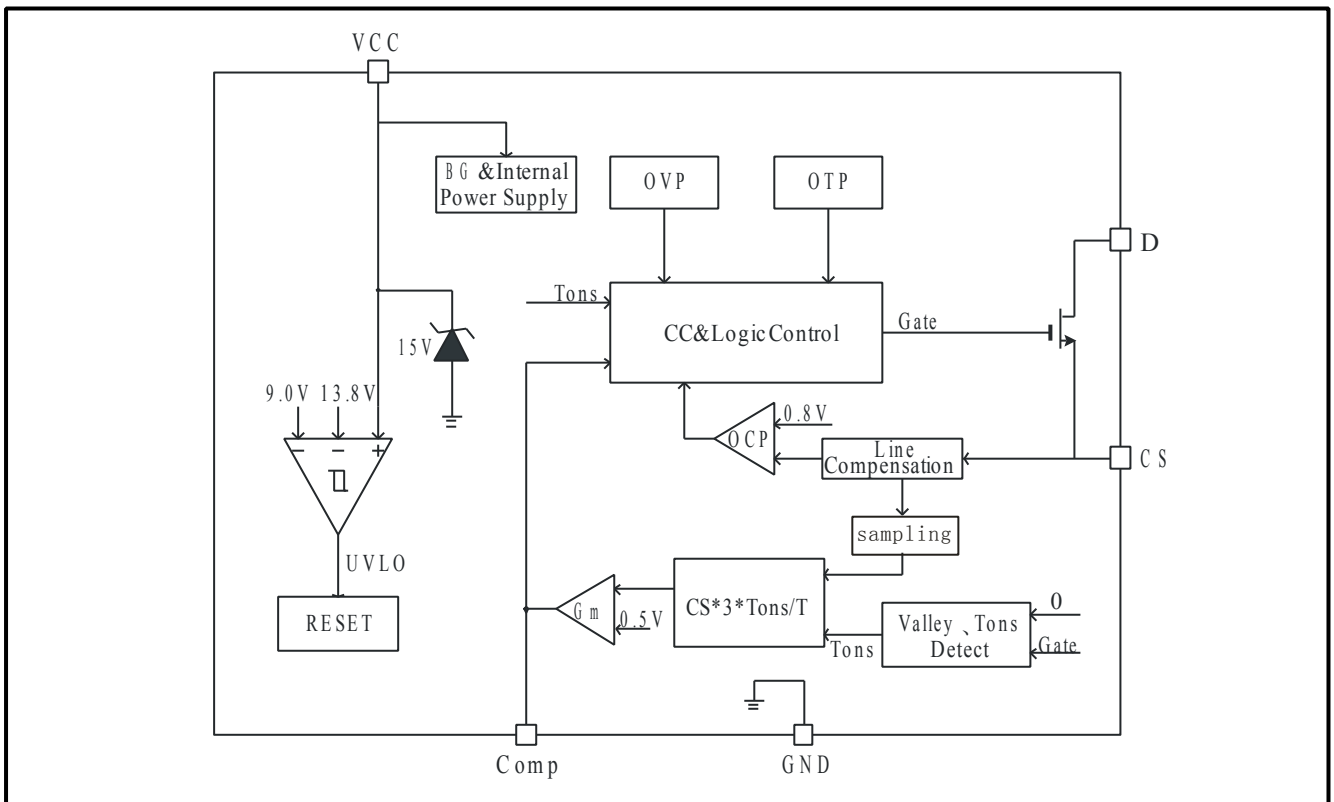 VCC
BG &Internal
Power Supply
OVP
OTP
D
Tons
CC&Logic Control
Gate
15V
9.0V 13.8V
0.8V
OCP
Line
Compensation
CS
sampling
UVLO
RESET
Gm
0.5V
CS*3*Tons/T
Tons
Valley、Tons
Detect
0
Gate
Comp
GND